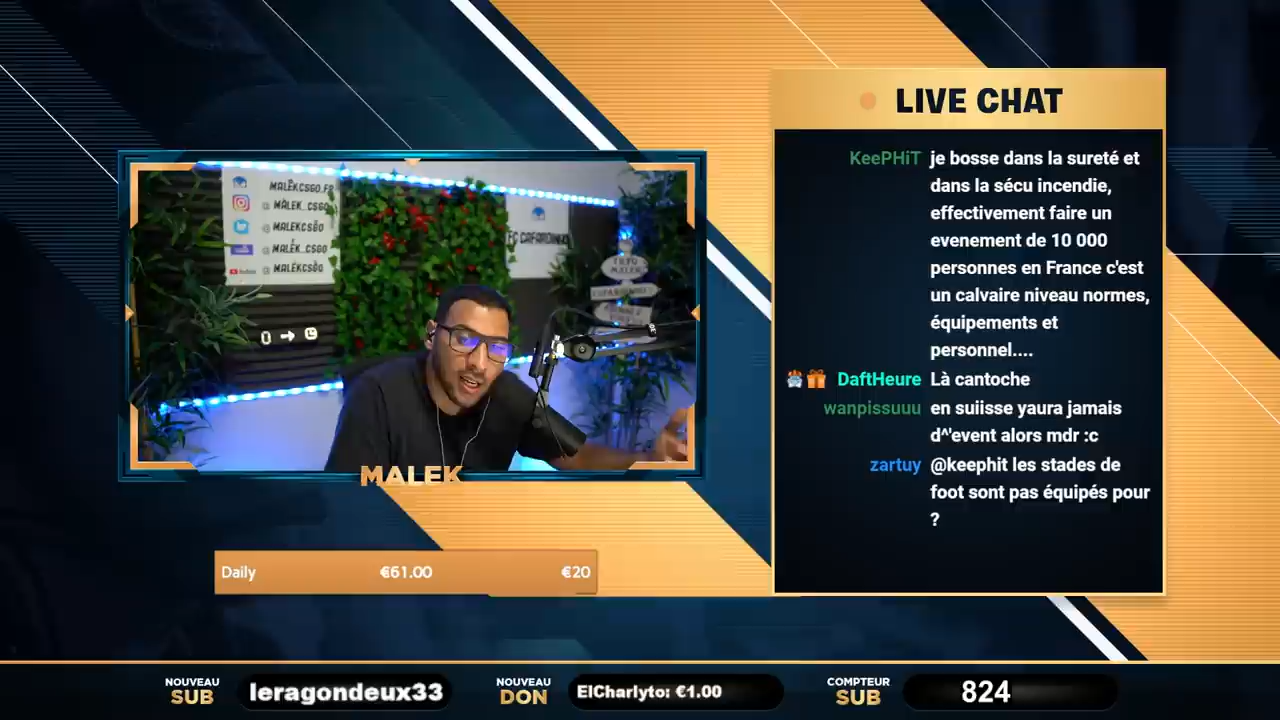 MALEKCSGO.FR
@ MALEK_CSGO
@ MALEKCSGO
@ MALEK_CSGO
@ MALEKCSGO
MALEK
Daily €61.00 €20
LIVE CHAT
KeePHiT je bosse dans la sureté et
dans la sécu incendie,
effectivement faire un
evenement de 10 000
personnes en France c'est
un calvaire niveau normes,
équipements et
personnel....
DaftHeure Là cantoche
wanpissuuu en suiisse yaura jamais
d^'event alors mdr :c
zartuy @keephit les stades de
foot sont pas équipés pour
?
NOUVEAU
SUB
leragondeux33
NOUVEAU
DON
ElCharlyto: €1.00
COMPTEUR
SUB
824